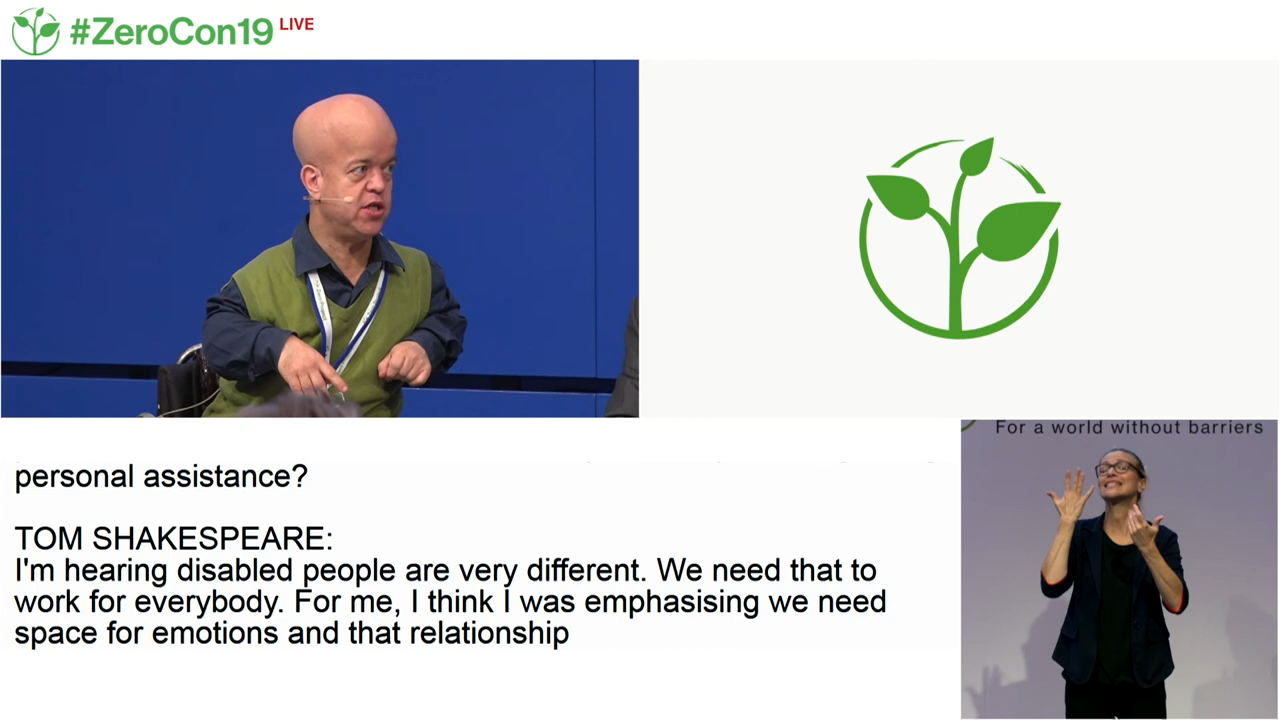 #ZeroCon19 LIVE
For a world without barriers
personal assistance?
TOM SHAKESPEARE:
I'm hearing disabled people are very different. We need that to
work for everybody. For me, I think I was emphasising we need
space for emotions and that relationship